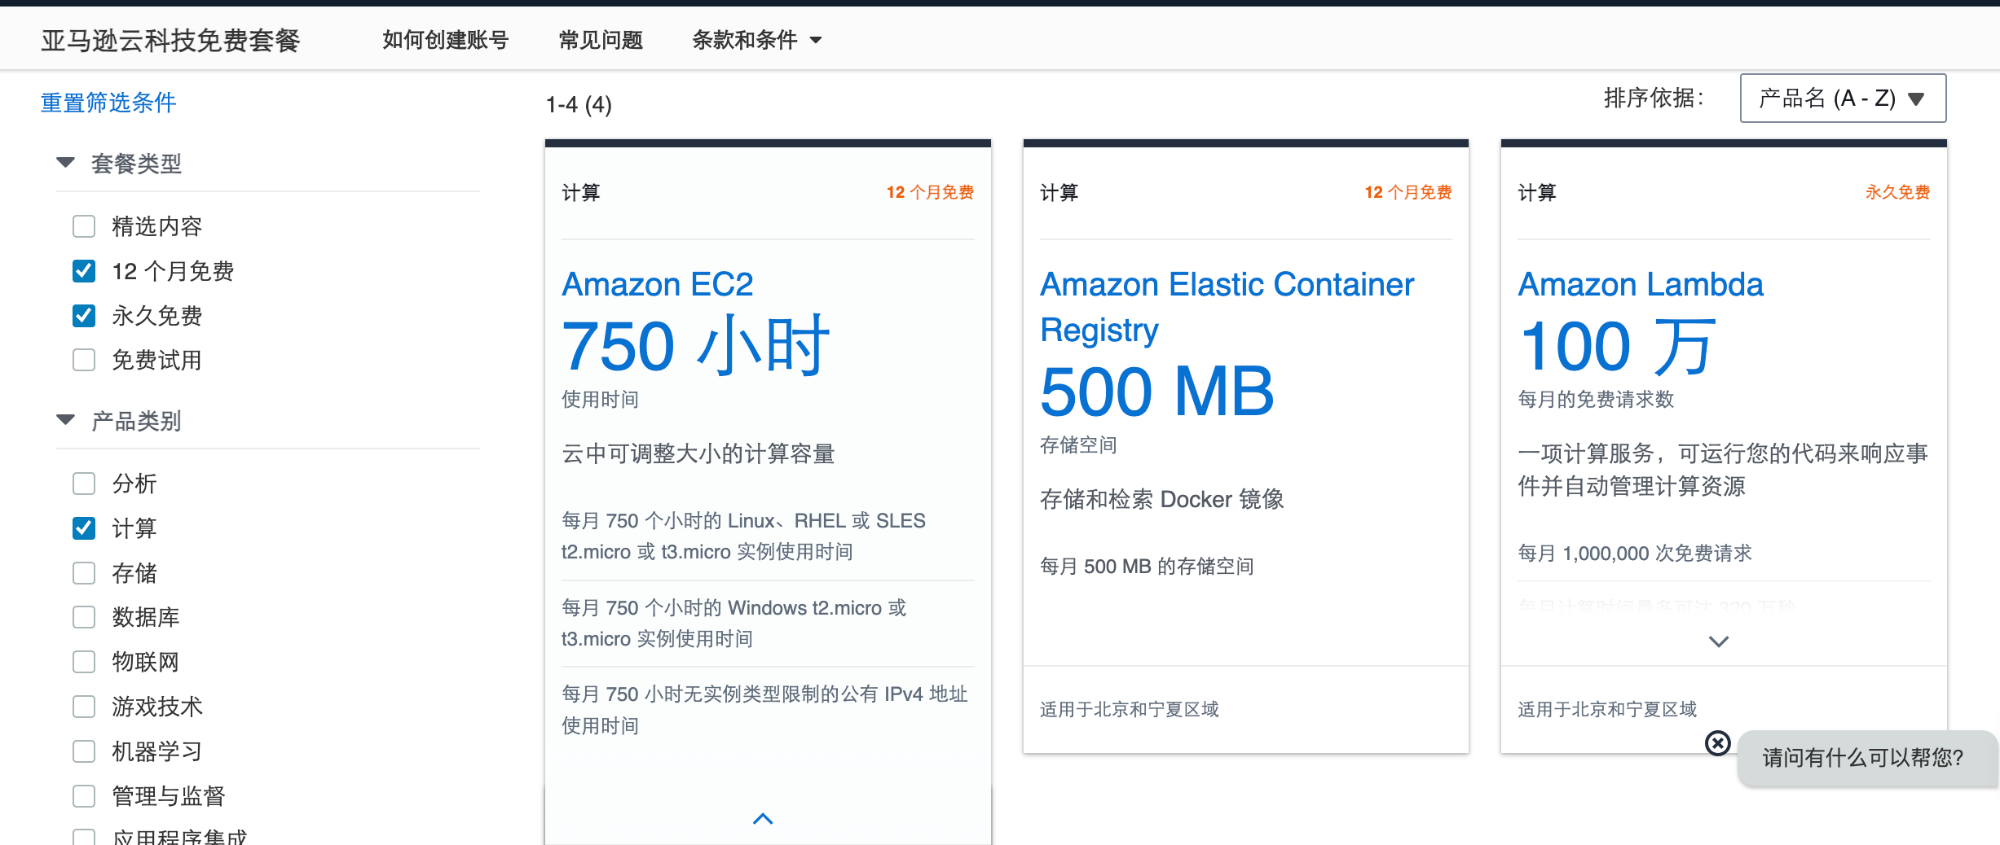 亚马逊云科技免费套餐
如何创建账号
常见问题
条款和条件
重置筛选条件
套餐类型
精选内容
12 个月免费
永久免费
免费试用
产品类别
分析
计算
存储
数据库
物联网
游戏技术
机器学习
管理与监督
应用程序集成
1-4 (4)
排序依据：
产品名 (A - Z)
计算
12 个月免费
Amazon EC2
750 小时
使用时间
云中可调整大小的计算容量
每月 750 个小时的 Linux、RHEL 或 SLES
t2.micro 或 t3.micro 实例使用时间
每月 750 个小时的 Windows t2.micro 或
t3.micro 实例使用时间
每月 750 小时无实例类型限制的公有 IPv4 地址
使用时间
计算
12 个月免费
Amazon Elastic Container
Registry
500 MB
存储空间
存储和检索 Docker 镜像
每月 500 MB 的存储空间
适用于北京和宁夏区域
计算
永久免费
Amazon Lambda
100 万
每月的免费请求数
一项计算服务，可运行您的代码来响应事
件并自动管理计算资源
每月 1,000,000 次免费请求
每月计算时间最多可达 320 万秒
适用于北京和宁夏区域
请问有什么可以帮您?